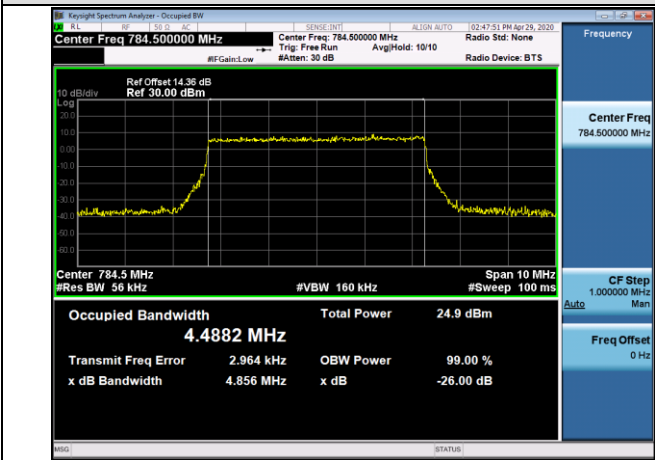 Keysight Spectrum Analyzer - Occupied BW
RL RF 50 Ω AC SENSE:INT ALIGN AUTO 02:47:51 PM Apr 29, 2020
Center Freq 784.500000 MHz
Center Freq: 784.500000 MHz
Radio Std: None
Trig: Free Run Avg|Hold: 10/10
#IFGain:Low #Atten: 30 dB Radio Device: BTS
Frequency
Ref Offset 14.36 dB
10 dB/div Ref 30.00 dBm
Log
20.0
10.0
0.00
-10.0
-20.0
-30.0
-40.0
-50.0
-60.0
Center 784.5 MHz Span 10 MHz
#Res BW 56 kHz #VBW 160 kHz #Sweep 100 ms
Occupied Bandwidth Total Power 24.9 dBm
4.4882 MHz
Transmit Freq Error 2.964 kHz OBW Power 99.00 %
x dB Bandwidth 4.856 MHz x dB -26.00 dB
Center Freq
784.500000 MHz
CF Step
1.000000 MHz
Auto Man
Freq Offset
0 Hz
MSG STATUS